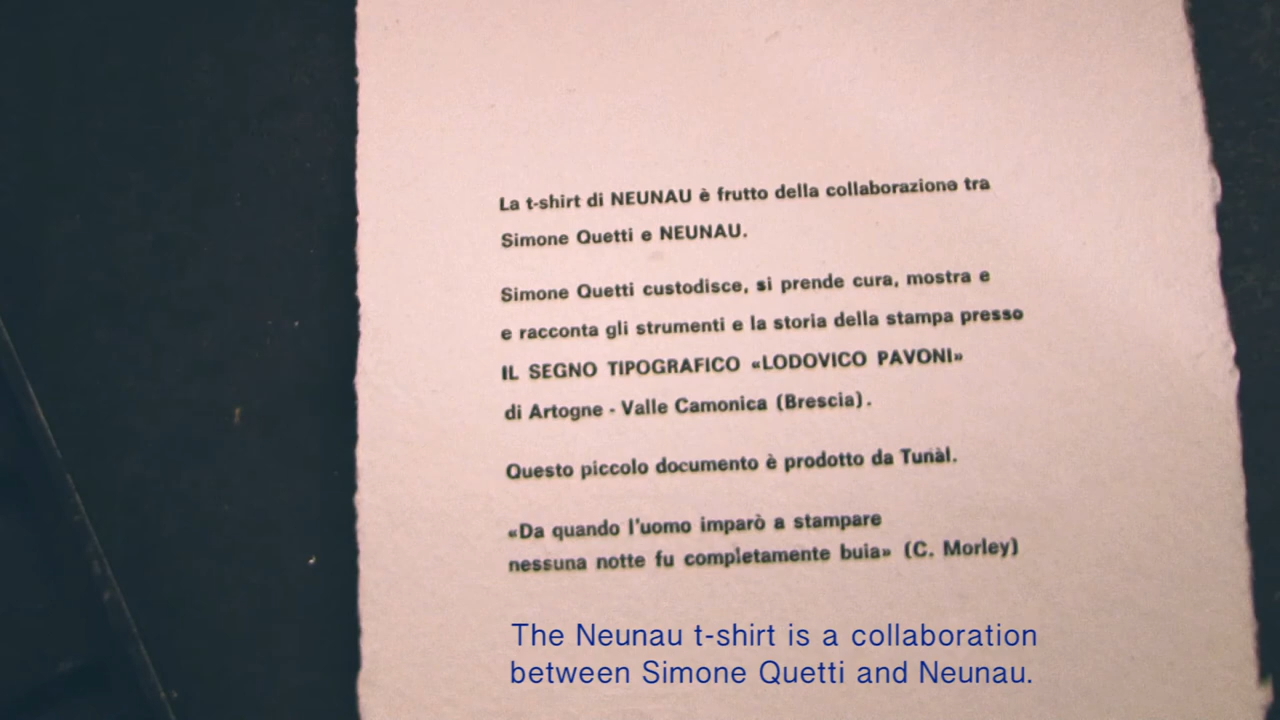 La t-shirt di NEUNAU è frutto della collaborazione tra
Simone Quetti e NEUNAU.
Simone Quetti custodisce, si prende cura, mostra e
e racconta gli strumenti e la storia della stampa presso
IL SEGNO TIPOGRAFICO «LODOVICO PAVONI»
di Artogne - Valle Camonica (Brescia).
Questo piccolo documento è prodotto da Tunàl.
«Da quando l'uomo imparò a stampare
nessuna notte fu completamente buia» (C. Morley)
The Neunau t-shirt is a collaboration
between Simone Quetti and Neunau.